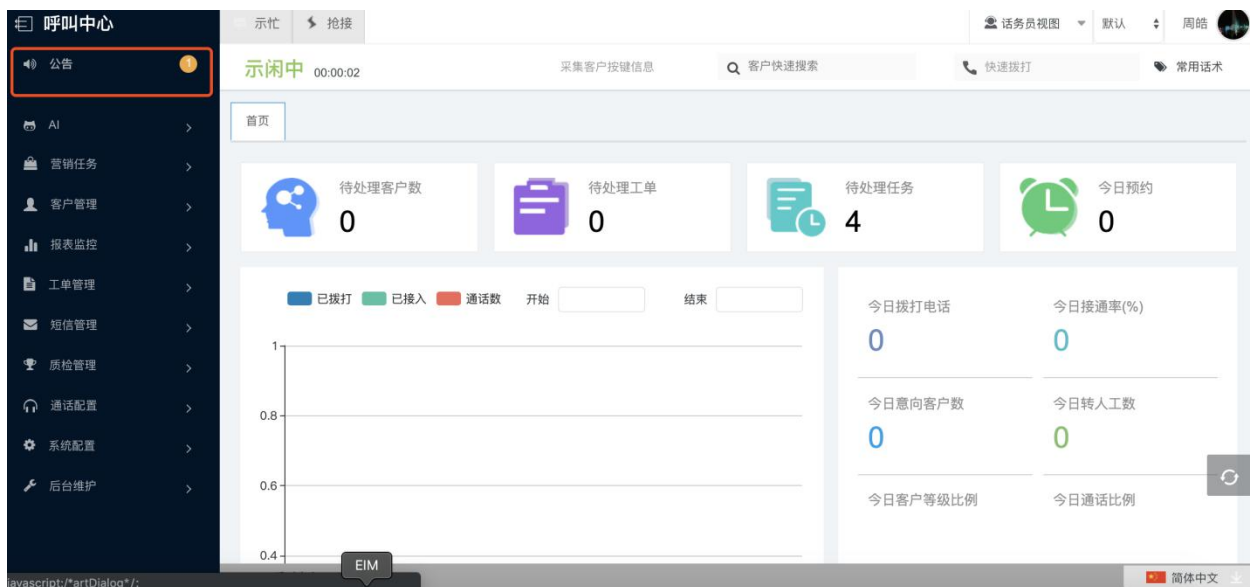 呼叫中心
示忙
抢接
话务员视图
默认
周皓
公告
1
示闲中 00:00:02
采集客户按键信息
客户快速搜索
快速拨打
常用话术
首页
AI
营销任务
客户管理
报表监控
工单管理
短信管理
质检管理
通话配置
系统配置
后台维护
待处理客户数
0
待处理工单
0
待处理任务
4
今日预约
0
已拨打
已接入
通话数
开始
结束
1
0.8
0.6
0.4
今日拨打电话
0
今日接通率(%)
0
今日意向客户数
0
今日转人工数
0
今日客户等级比例
今日通话比例
EIM
javascript:/*artDialog*/;
简体中文